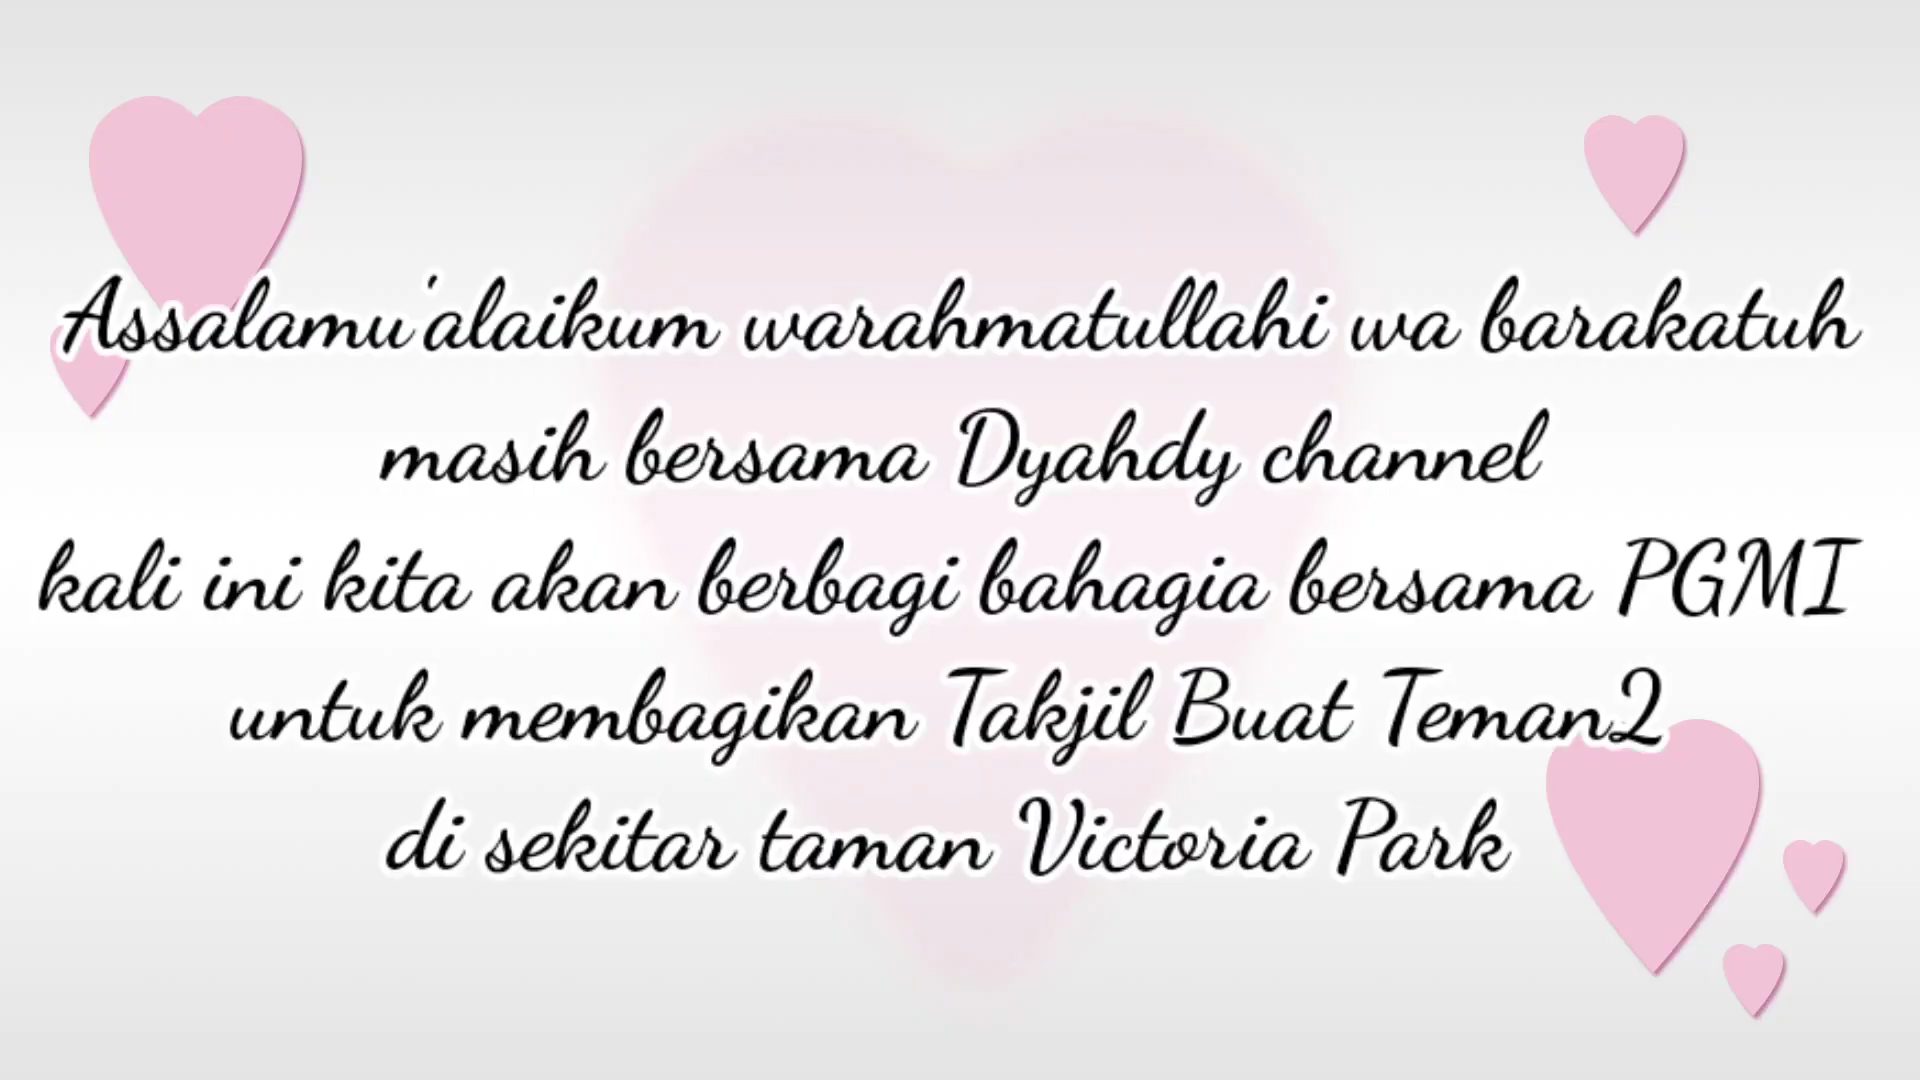 Assalamu'alaikum warahmatullahi wa barakatuh
masih bersama Dyahdy channel
kali ini kita akan berbagi bahagia bersama PGMI
untuk membagikan Takjil Buat Teman2
di sekitar taman Victoria Park